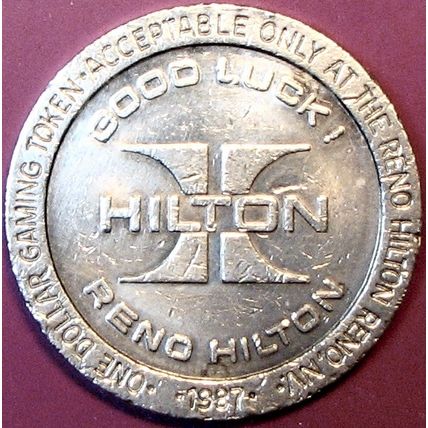 GOOD LUCK!
HILTON
RENO HILTON
·ONE DOLLAR GAMING TOKEN·ACCEPTABLE ONLY AT THE RENO HILTON RENO, NV.
·1987·